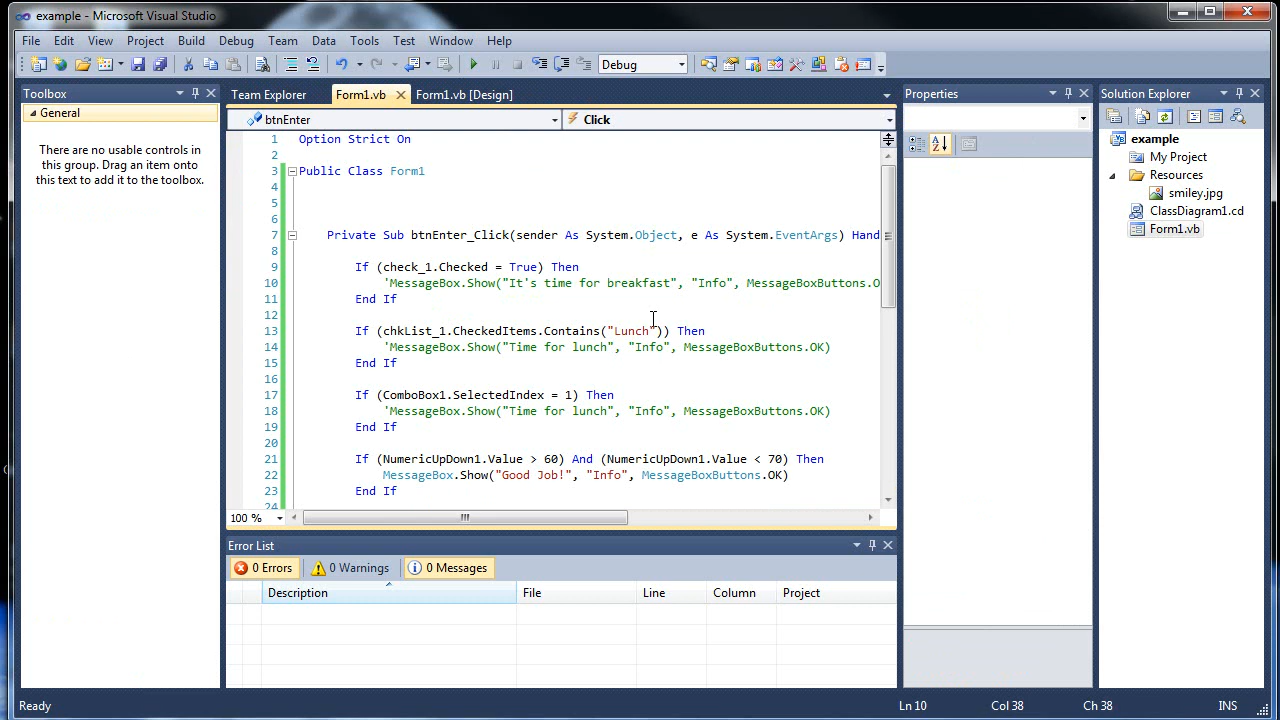 example - Microsoft Visual Studio
File Edit View Project Build Debug Team Data Tools Test Window Help
Debug
Toolbox
General
There are no usable controls in
this group. Drag an item onto
this text to add it to the toolbox.
Team Explorer Form1.vb Form1.vb [Design]
btnEnter Click
1 Option Strict On
2
3 Public Class Form1
4
5
6
7 Private Sub btnEnter_Click(sender As System.Object, e As System.EventArgs) Hand
8
9 If (check_1.Checked = True) Then
10 'MessageBox.Show("It's time for breakfast", "Info", MessageBoxButtons.O
11 End If
12
13 If (chkList_1.CheckedItems.Contains("Lunch")) Then
14 'MessageBox.Show("Time for lunch", "Info", MessageBoxButtons.OK)
15 End If
16
17 If (ComboBox1.SelectedIndex = 1) Then
18 'MessageBox.Show("Time for lunch", "Info", MessageBoxButtons.OK)
19 End If
20
21 If (NumericUpDown1.Value > 60) And (NumericUpDown1.Value < 70) Then
22 MessageBox.Show("Good Job!", "Info", MessageBoxButtons.OK)
23 End If
24
100 %
Error List
0 Errors 0 Warnings 0 Messages
Description File Line Column Project
Properties
Solution Explorer
example
My Project
Resources
smiley.jpg
ClassDiagram1.cd
Form1.vb
Ready Ln 10 Col 38 Ch 38 INS